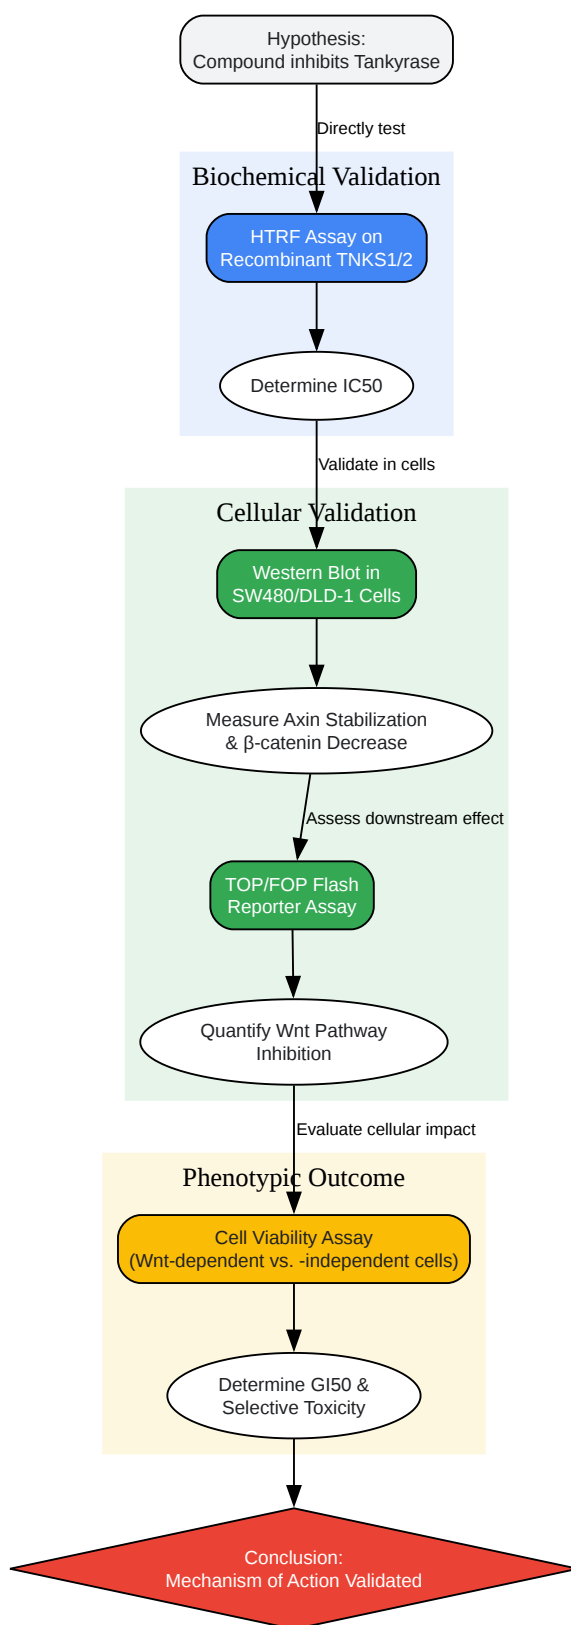 Hypothesis:
Compound inhibits Tankyrase
Directly test
Biochemical Validation
HTRF Assay on
Recombinant TNKS1/2
Determine IC50
Validate in cells
Cellular Validation
Western Blot in
SW480/DLD-1 Cells
Measure Axin Stabilization
& β-catenin Decrease
Assess downstream effect
TOP/FOP Flash
Reporter Assay
Quantify Wnt Pathway
Inhibition
Evaluate cellular impact
Phenotypic Outcome
Cell Viability Assay
(Wnt-dependent vs. -independent cells)
Determine GI50 &
Selective Toxicity
Conclusion:
Mechanism of Action Validated